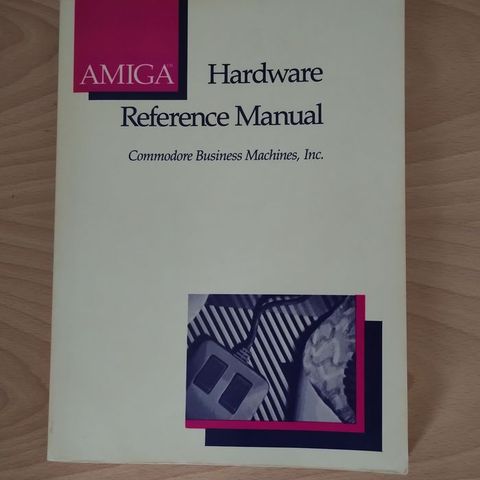 AMIGA® Hardware
Reference Manual
Commodore Business Machines, Inc.